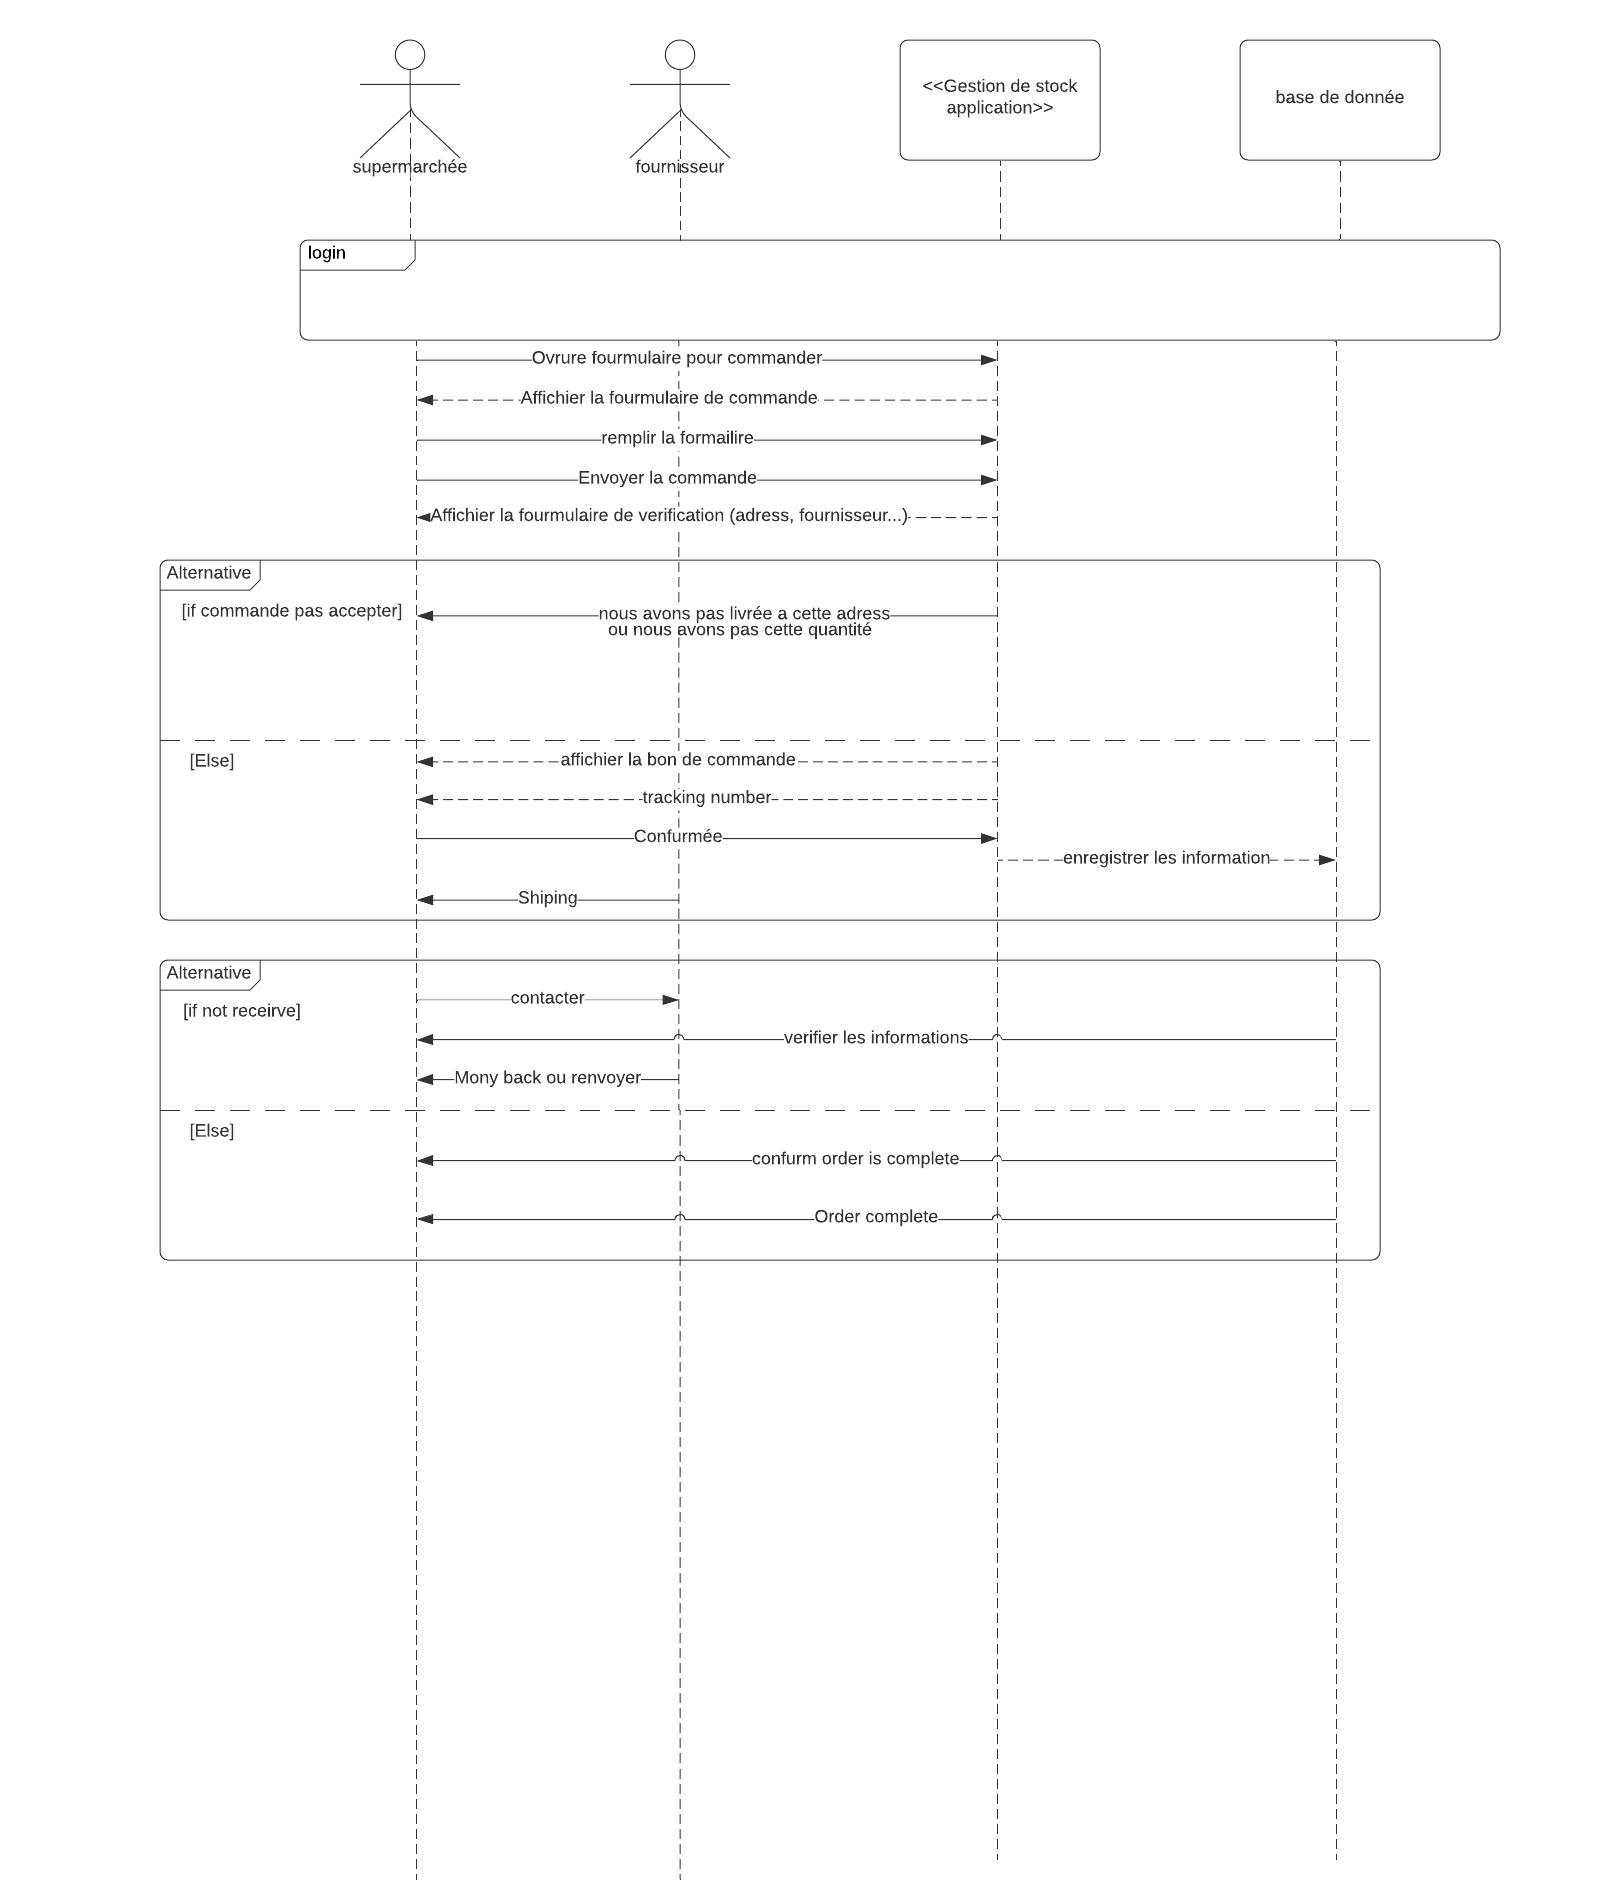 <<Gestion de stock
application>>
base de donnée
supermarchée
fournisseur
login
Ovrure fourmulaire pour commander
Affichier la fourmulaire de commande
remplir la formailire
Envoyer la commande
Affichier la fourmulaire de verification (adress, fournisseur...)
Alternative
[if commande pas accepter]
nous avons pas livrée a cette adress
ou nous avons pas cette quantité
[Else]
affichier la bon de commande
tracking number
Confurmée
enregistrer les information
Shiping
Alternative
[if not receirve]
contacter
verifier les informations
Mony back ou renvoyer
[Else]
confurm order is complete
Order complete